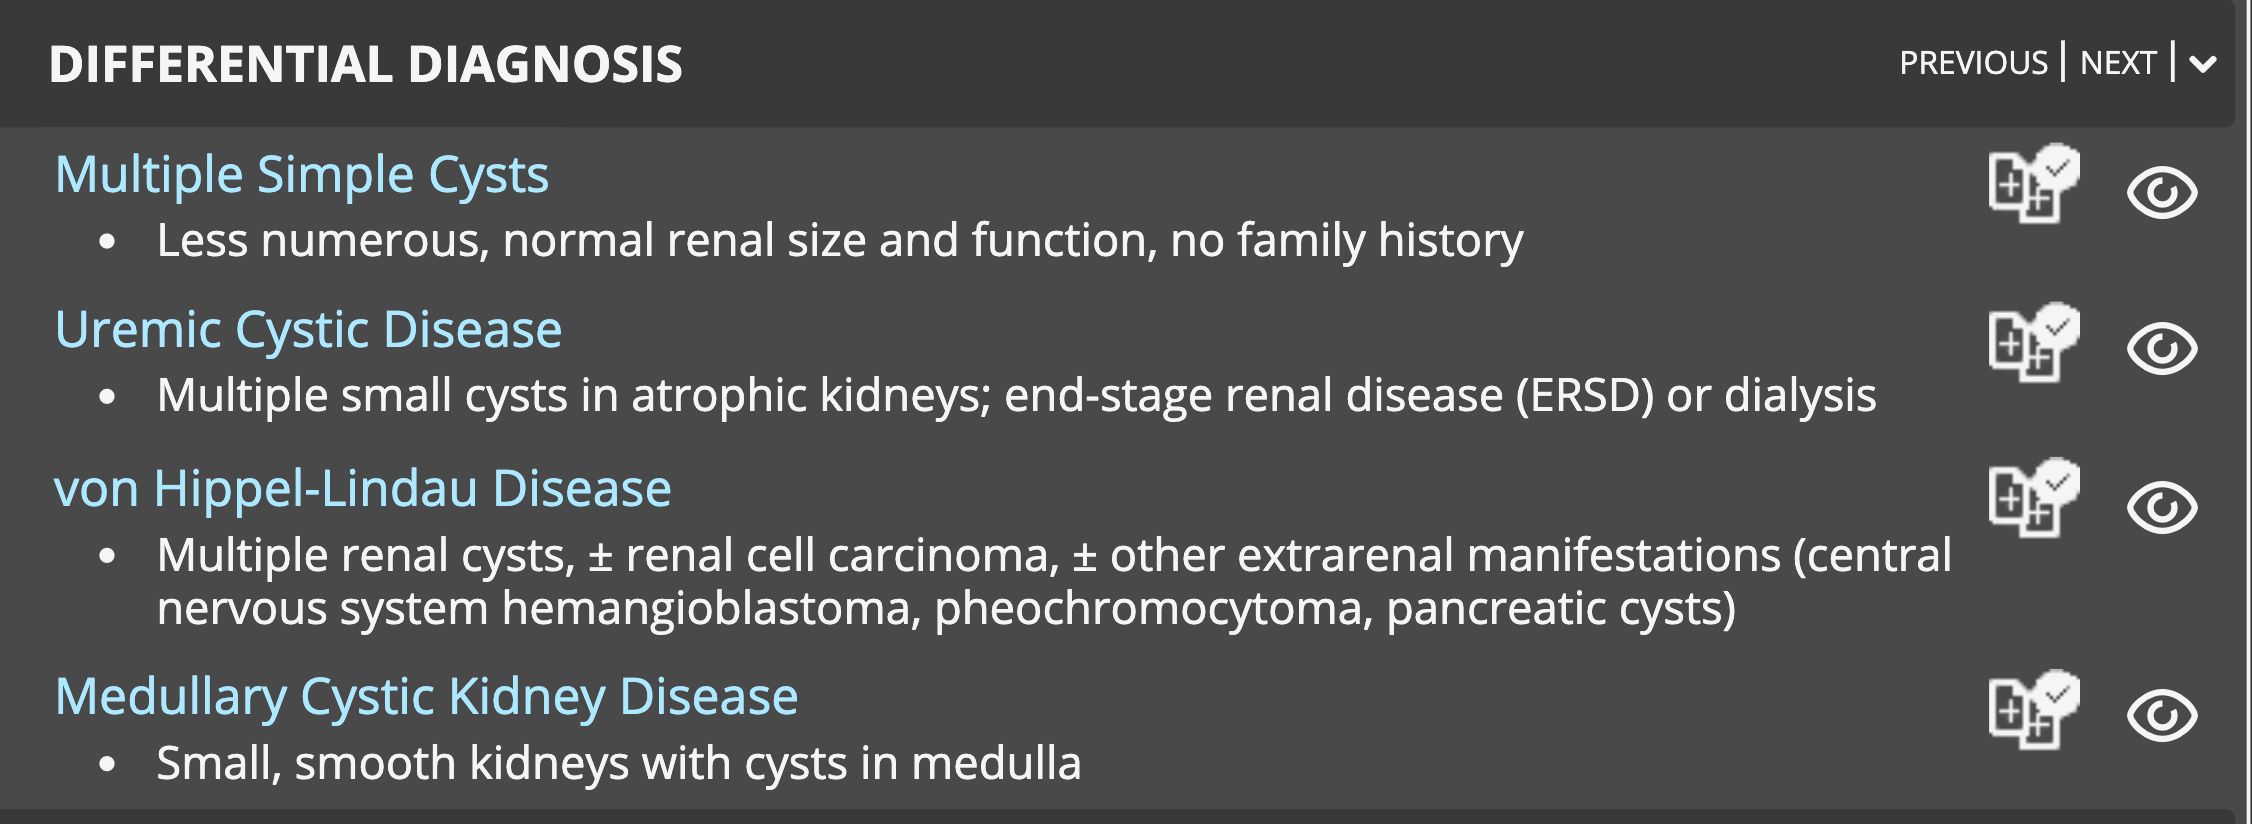 DIFFERENTIAL DIAGNOSIS
PREVIOUS | NEXT |
Multiple Simple Cysts
• Less numerous, normal renal size and function, no family history
Uremic Cystic Disease
• Multiple small cysts in atrophic kidneys; end-stage renal disease (ERSD) or dialysis
von Hippel-Lindau Disease
• Multiple renal cysts, ± renal cell carcinoma, ± other extrarenal manifestations (central
nervous system hemangioblastoma, pheochromocytoma, pancreatic cysts)
Medullary Cystic Kidney Disease
• Small, smooth kidneys with cysts in medulla